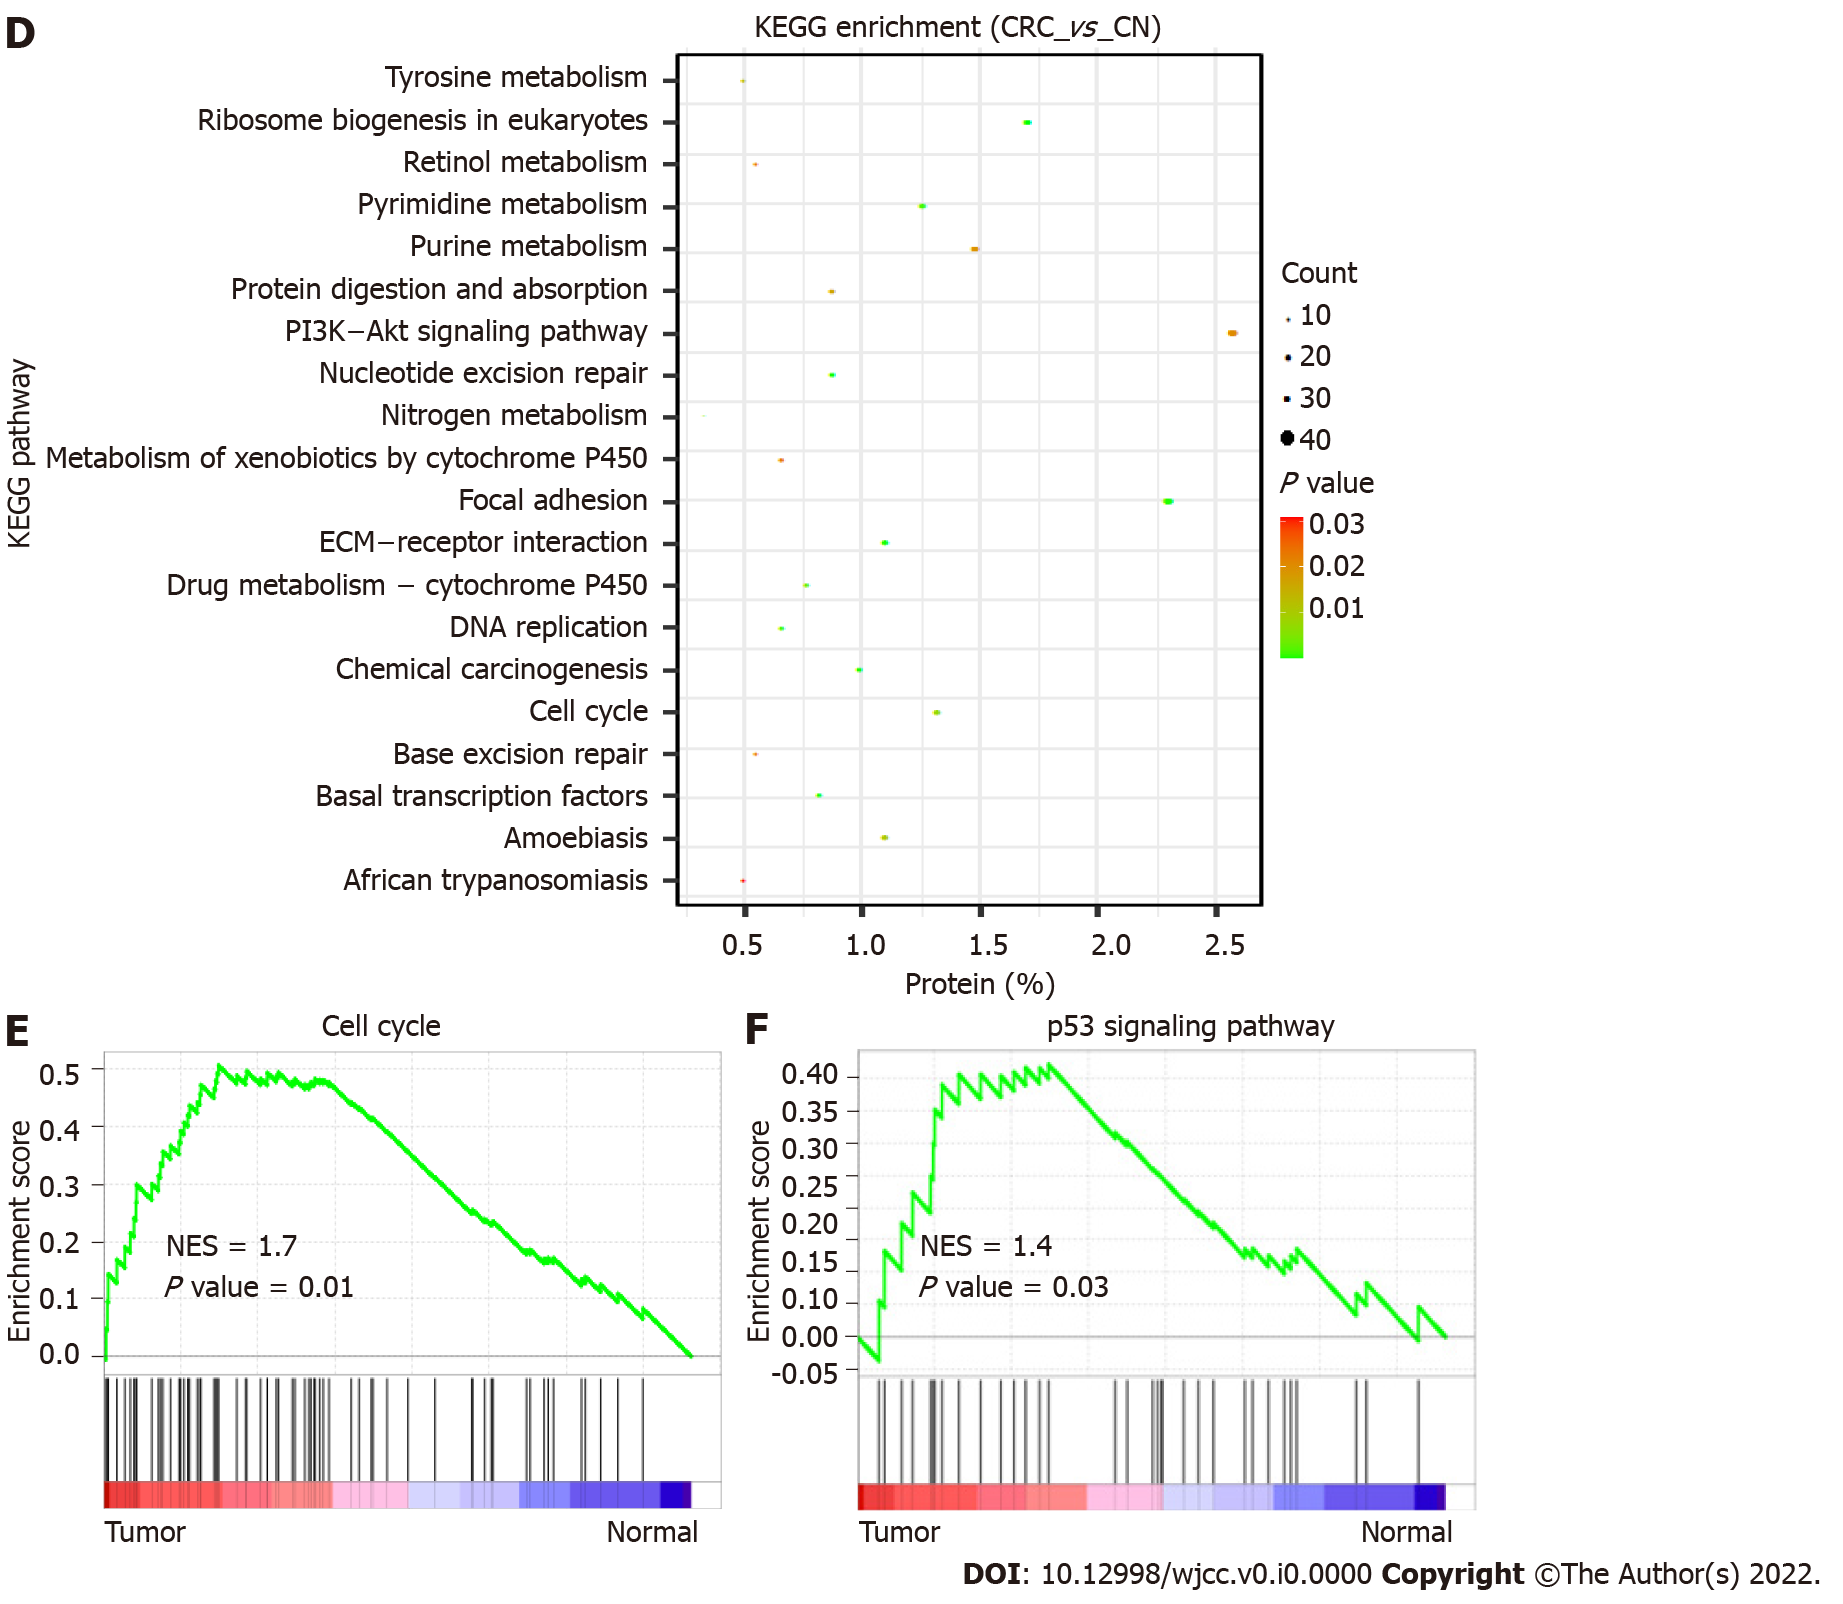 D
KEGG enrichment (CRC_vs_CN)
Tyrosine metabolism
Ribosome biogenesis in eukaryotes
Retinol metabolism
Pyrimidine metabolism
Purine metabolism
Protein digestion and absorption
PI3K−Akt signaling pathway
Nucleotide excision repair
Nitrogen metabolism
Metabolism of xenobiotics by cytochrome P450
Focal adhesion
ECM−receptor interaction
Drug metabolism − cytochrome P450
DNA replication
Chemical carcinogenesis
Cell cycle
Base excision repair
Basal transcription factors
Amoebiasis
African trypanosomiasis
KEGG pathway
0.5 1.0 1.5 2.0 2.5
Protein (%)
Count
10
20
30
40
P value
0.03
0.02
0.01
E
Cell cycle
Enrichment score
0.5
0.4
0.3
0.2
0.1
0.0
NES = 1.7
P value = 0.01
Tumor Normal
F
p53 signaling pathway
Enrichment score
0.40
0.35
0.30
0.25
0.20
0.15
0.10
0.00
-0.05
NES = 1.4
P value = 0.03
Tumor Normal
DOI: 10.12998/wjcc.v0.i0.0000 Copyright ©The Author(s) 2022.